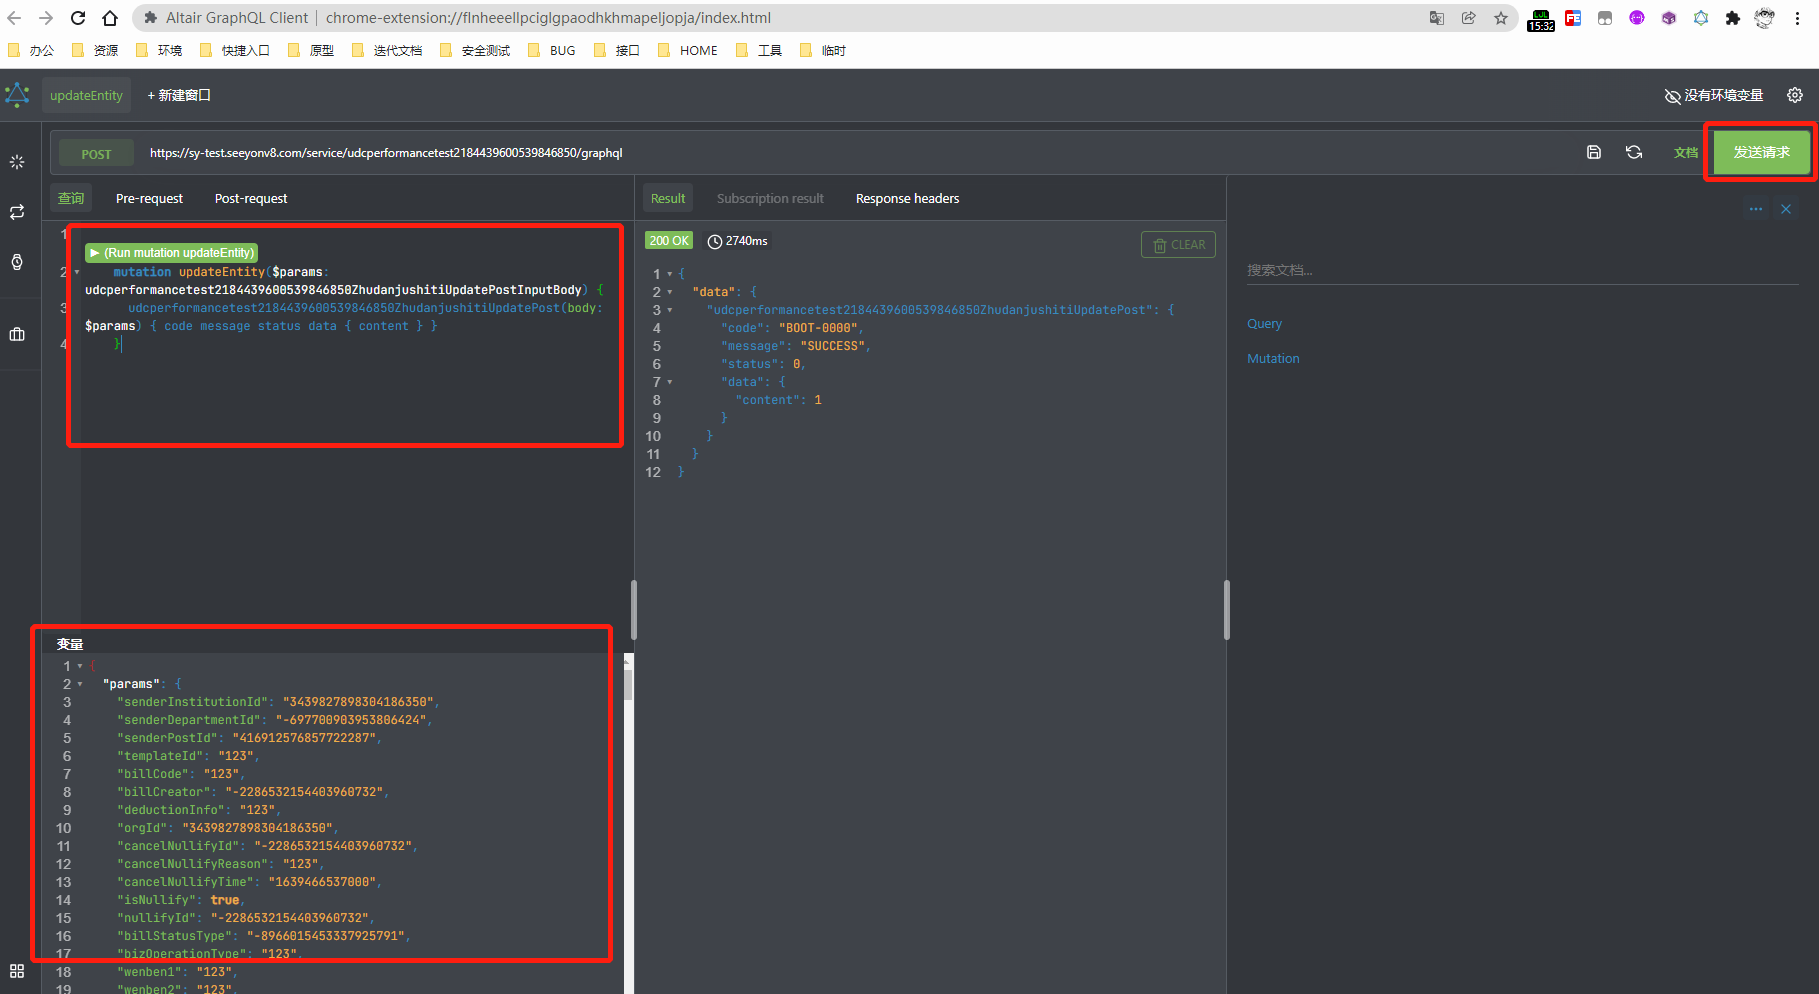 Altair GraphQL Client | chrome-extension://flnheeellpciglgpaodhkhmapeljopja/index.html
15:32
办公 资源 环境 快捷入口 原型 迭代文档 安全测试 BUG 接口 HOME 工具 临时
updateEntity + 新建窗口 没有环境变量
POST https://sy-test.seeyonv8.com/service/udcperformancetest2184439600539846850/graphql 文档 发送请求
查询 Pre-request Post-request
1
▶ (Run mutation updateEntity)
2 mutation updateEntity($params:
udcperformancetest2184439600539846850ZhudanjushitiUpdatePostInputBody) {
3 udcperformancetest2184439600539846850ZhudanjushitiUpdatePost(body:
$params) { code message status data { content } }
4 }
变量
1 {
2 "params": {
3 "senderInstitutionId": "3439827898304186350",
4 "senderDepartmentId": "-697700903953806424",
5 "senderPostId": "416912576857722287",
6 "templateId": "123",
7 "billCode": "123",
8 "billCreator": "-2286532154403960732",
9 "deductionInfo": "123",
10 "orgId": "3439827898304186350",
11 "cancelNullifyId": "-2286532154403960732",
12 "cancelNullifyReason": "123",
13 "cancelNullifyTime": "1639466537000",
14 "isNullify": true,
15 "nullifyId": "-2286532154403960732",
16 "billStatusType": "-8966015453337925791",
17 "bizOperationType": "123",
18 "wenben1": "123",
19 "wenben2": "123",
Result Subscription result Response headers
200 OK 2740ms CLEAR
1 {
2 "data": {
3 "udcperformancetest2184439600539846850ZhudanjushitiUpdatePost": {
4 "code": "BOOT-0000",
5 "message": "SUCCESS",
6 "status": 0,
7 "data": {
8 "content": 1
9 }
10 }
11 }
12 }
搜索文档...
Query
Mutation